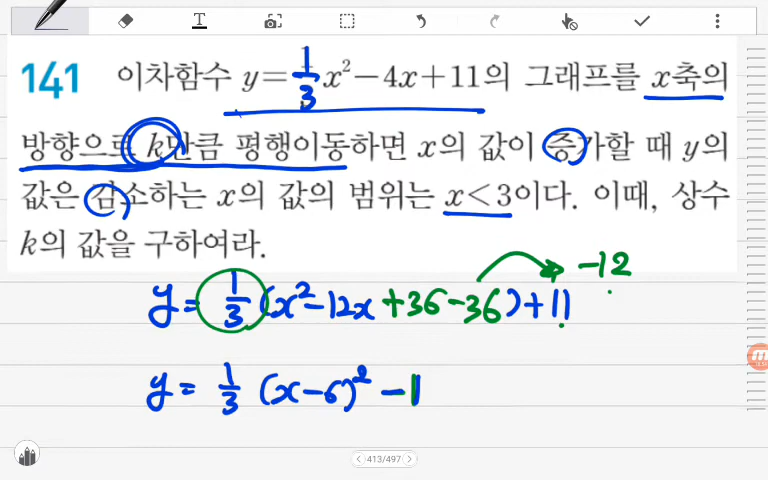 T
141 이차함수 y=1/3x²-4x+11의 그래프를 x축의
방향으로 k만큼 평행이동하면 x의 값이 증가할 때 y의
값은 감소하는 x의 값의 범위는 x<3이다. 이때, 상수
k의 값을 구하여라.
-12
y= 1/3 (x²-12x +36-36)+11
y= 1/3 (x-6)² -1
413/497